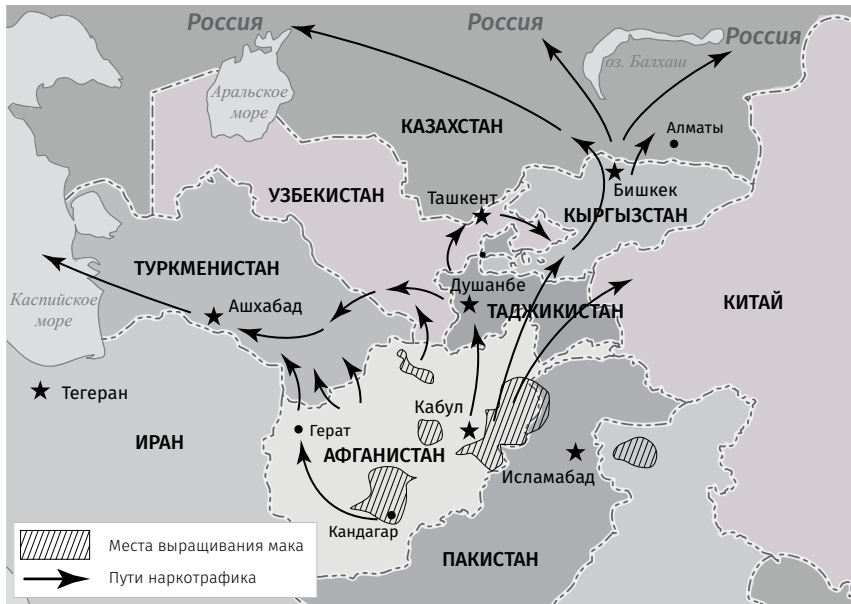 Россия
Россия
Россия
оз. Балхаш
Аральское
море
КАЗАХСТАН
Алматы
Бишкек
УЗБЕКИСТАН
Ташкент
КЫРГЫЗСТАН
ТУРКМЕНИСТАН
Душанбе
ТАДЖИКИСТАН
КИТАЙ
Каспийское
море
Ашхабад
Тегеран
Кабул
Герат
ИРАН
АФГАНИСТАН
Исламабад
Кандагар
ПАКИСТАН
Места выращивания мака
Пути наркотрафика